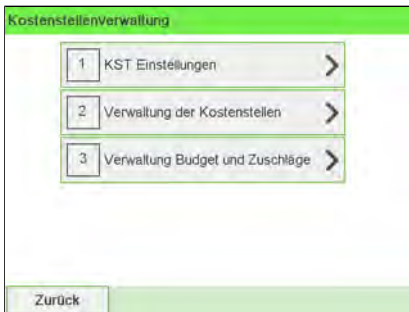 Kostenstellenverwaltung
1 KST Einstellungen
2 Verwaltung der Kostenstellen
3 Verwaltung Budget und Zuschläge
Zurück